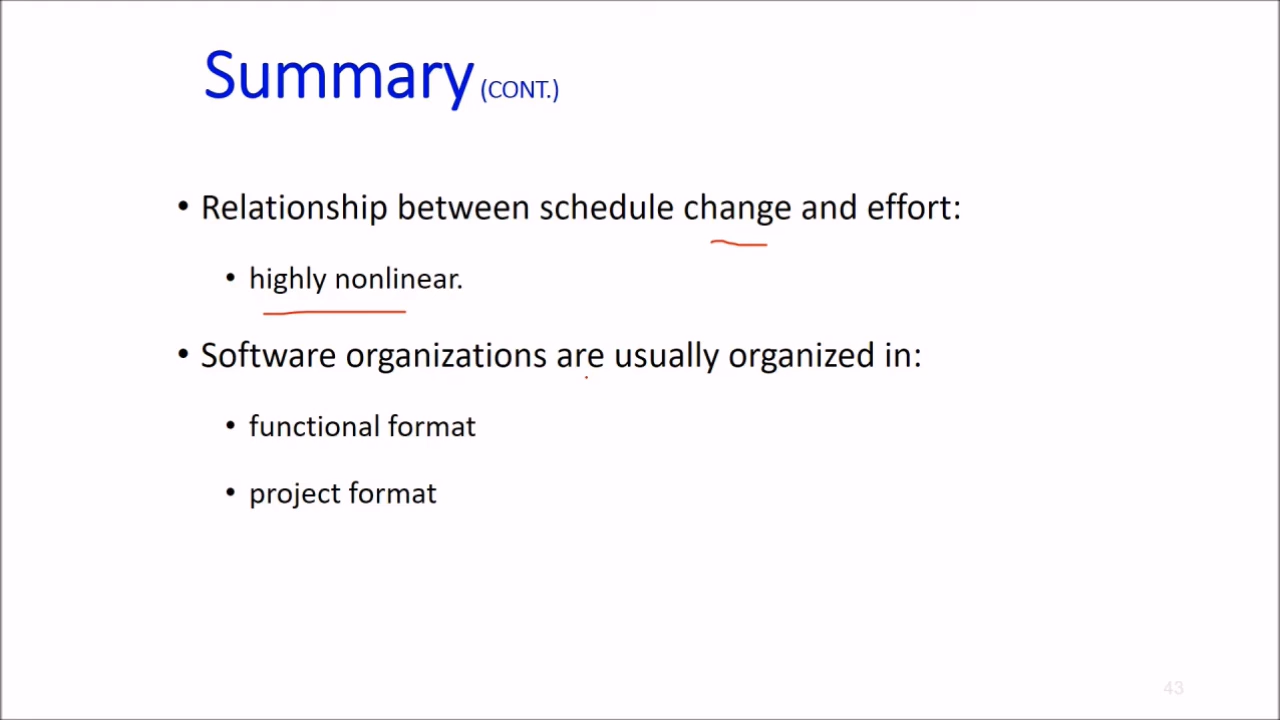 Summary (CONT.)
• Relationship between schedule change and effort:
• highly nonlinear.
• Software organizations are usually organized in:
• functional format
• project format
43